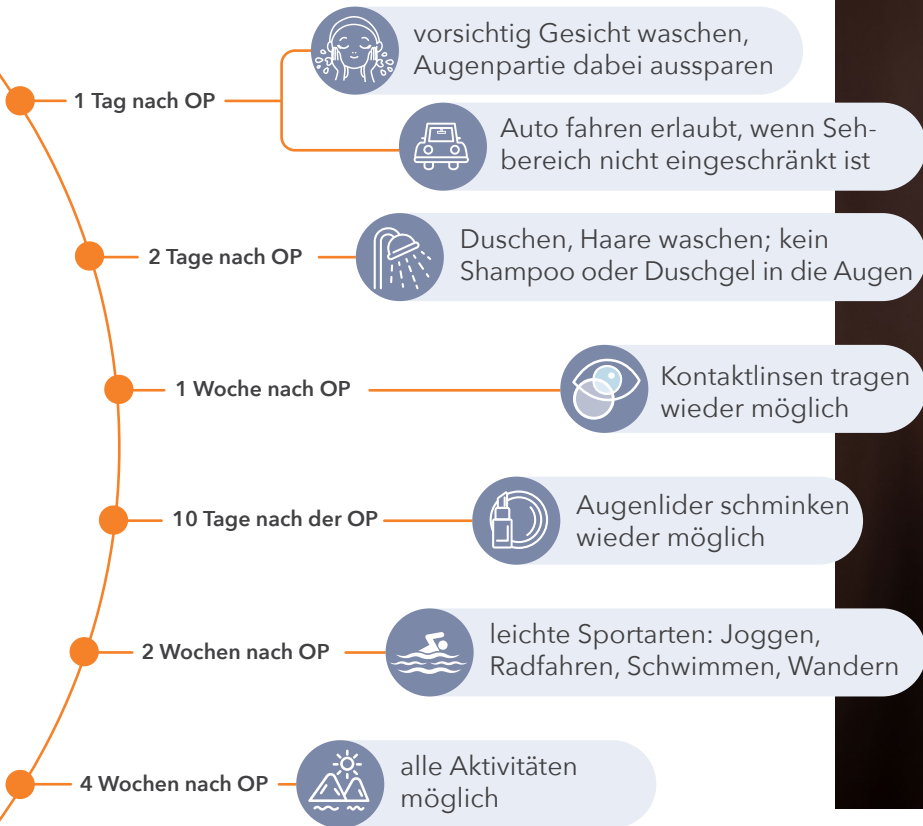 1 Tag nach OP
vorsichtig Gesicht waschen,
Augenpartie dabei aussparen
Auto fahren erlaubt, wenn Seh-
bereich nicht eingeschränkt ist
2 Tage nach OP
Duschen, Haare waschen; kein
Shampoo oder Duschgel in die Augen
1 Woche nach OP
Kontaktlinsen tragen
wieder möglich
10 Tage nach der OP
Augenlider schminken
wieder möglich
2 Wochen nach OP
leichte Sportarten: Joggen,
Radfahren, Schwimmen, Wandern
4 Wochen nach OP
alle Aktivitäten
möglich